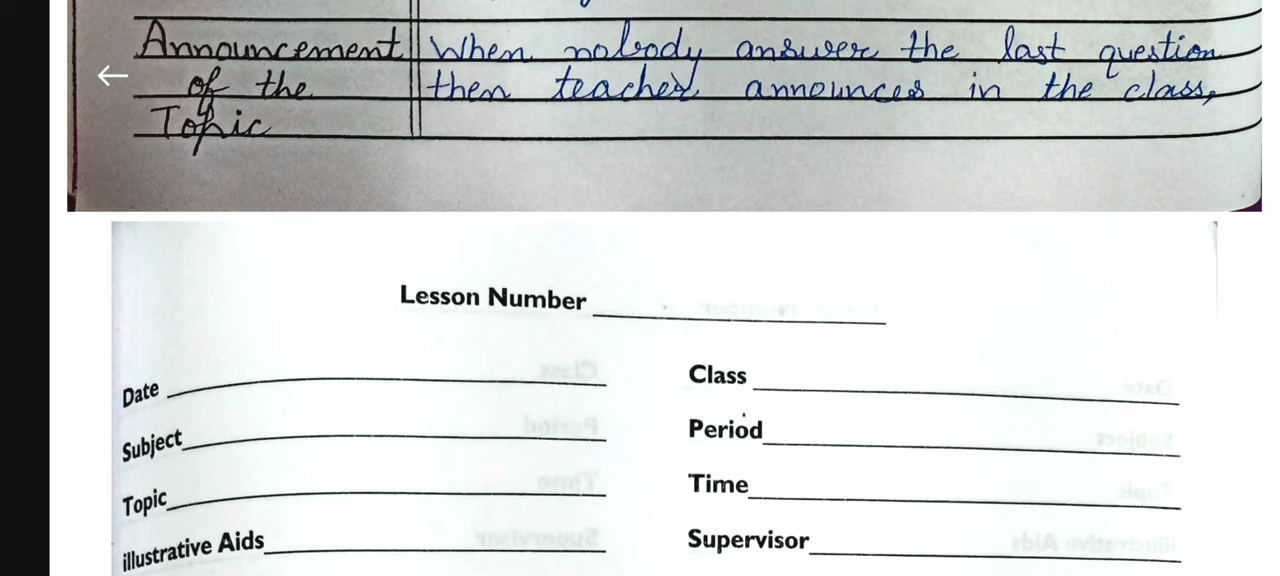 Announcement When nobody answer the last question
of the then teacher announces in the class,
Topic
Lesson Number
Date Class
Subject Period
Topic Time
illustrative Aids Supervisor